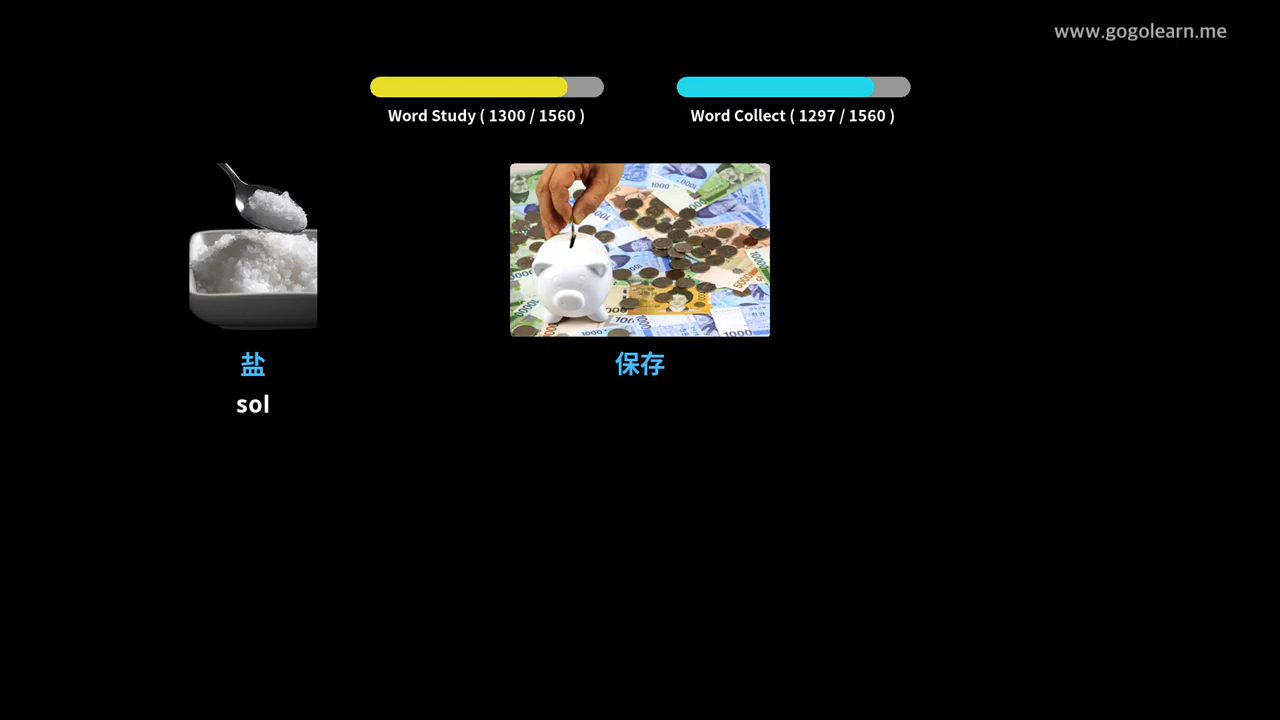 www.gogolearn.me
Word Study ( 1300 / 1560 )
Word Collect ( 1297 / 1560 )
盐
sol
保存